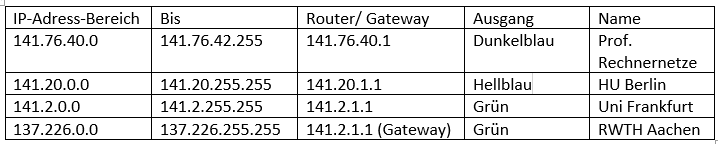 IP-Adress-Bereich Bis Router/ Gateway Ausgang Name
141.76.40.0 141.76.42.255 141.76.40.1 Dunkelblau Prof.
Rechnernetze
141.20.0.0 141.20.255.255 141.20.1.1 Hellblau HU Berlin
141.2.0.0 141.2.255.255 141.2.1.1 Grün Uni Frankfurt
137.226.0.0 137.226.255.255 141.2.1.1 (Gateway) Grün RWTH Aachen